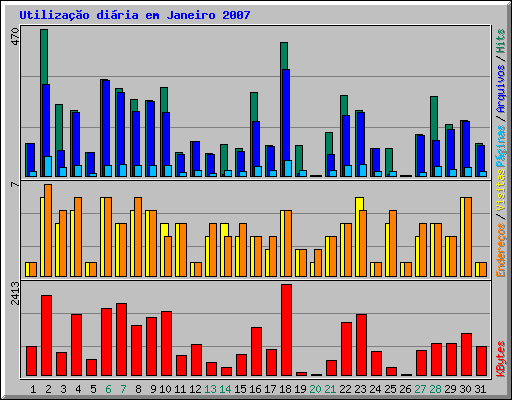 Utilização diária em Janeiro 2007
470
7
2413
Endereços / Visitas Páginas / Arquivos / Hits
KBytes
1 2 3 4 5 6 7 8 9 10 11 12 13 14 15 16 17 18 19 20 21 22 23 24 25 26 27 28 29 30 31